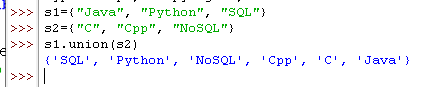 >>> s1={"Java", "Python", "SQL"}
>>> s2={"C", "Cpp", "NoSQL"}
>>> s1.union(s2)
{'SQL', 'Python', 'NoSQL', 'Cpp', 'C', 'Java'}
>>>